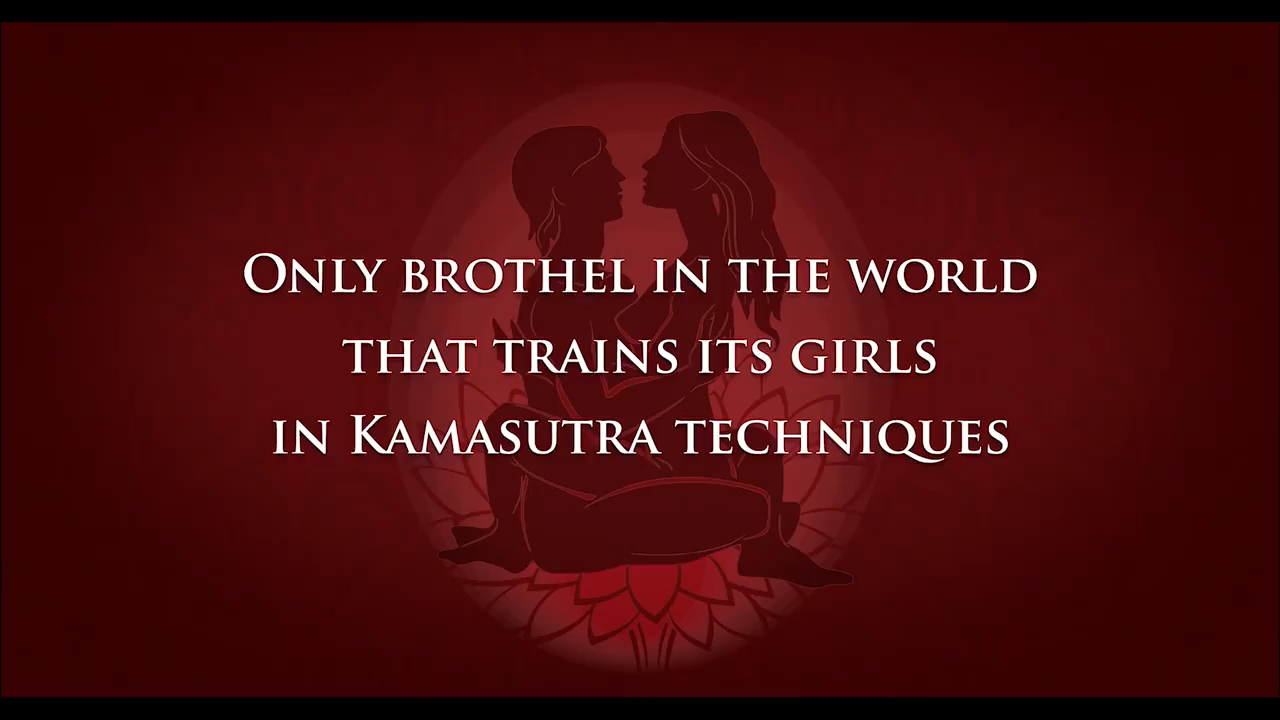 Only brothel in the world
that trains its girls
in Kamasutra techniques